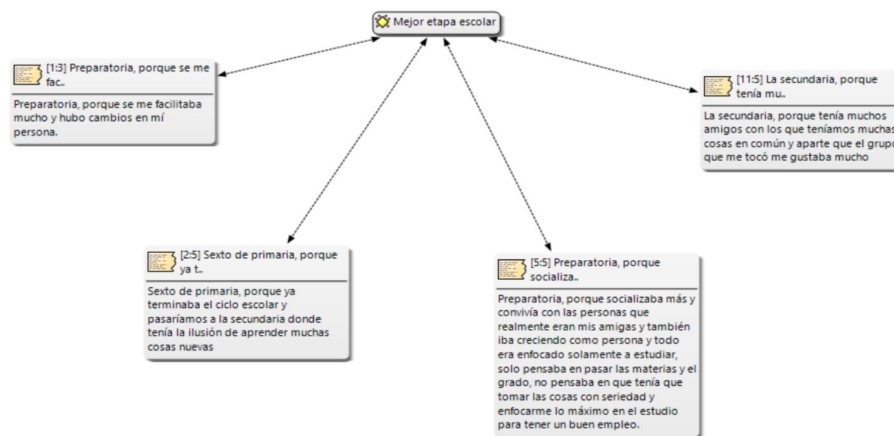 Mejor etapa escolar
[1:3] Preparatoria, porque se me
fac..
Preparatoria, porque se me facilitaba
mucho y hubo cambios en mí
persona.
[11:5] La secundaria, porque
tenía mu..
La secundaria, porque tenía muchos
amigos con los que teníamos muchas
cosas en común y aparte que el grupo
que me tocó me gustaba mucho
[2:5] Sexto de primaria, porque
ya t..
Sexto de primaria, porque ya
terminaba el ciclo escolar y
pasaríamos a la secundaria donde
tenía la ilusión de aprender muchas
cosas nuevas
[5:5] Preparatoria, porque
socializa..
Preparatoria, porque socializaba más y
convivía con las personas que
realmente eran mis amigas y también
iba creciendo como persona y todo
era enfocado solamente a estudiar,
solo pensaba en pasar las materias y el
grado, no pensaba en que tenía que
tomar las cosas con seriedad y
enfocarme lo máximo en el estudio
para tener un buen empleo.